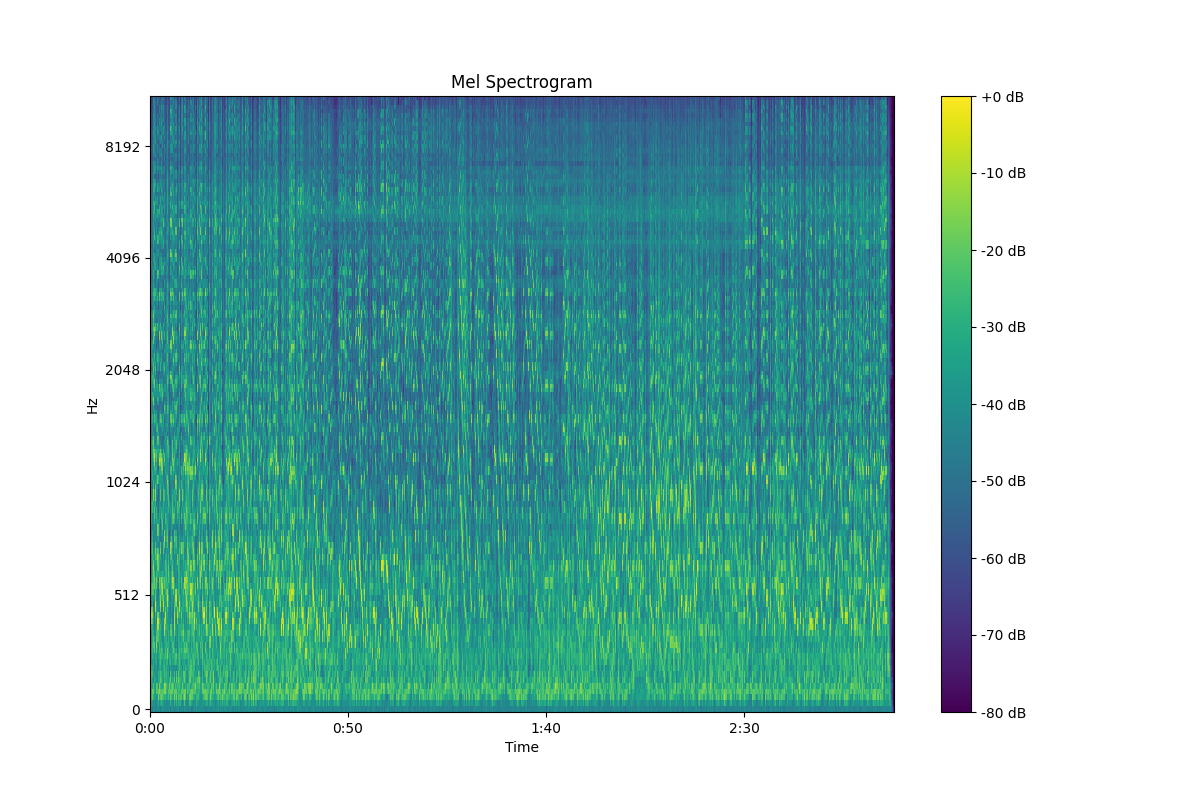 Mel Spectrogram
8192
4096
2048
1024
512
0
Hz
0:00
0:50
1:40
2:30
Time
+0 dB
-10 dB
-20 dB
-30 dB
-40 dB
-50 dB
-60 dB
-70 dB
-80 dB